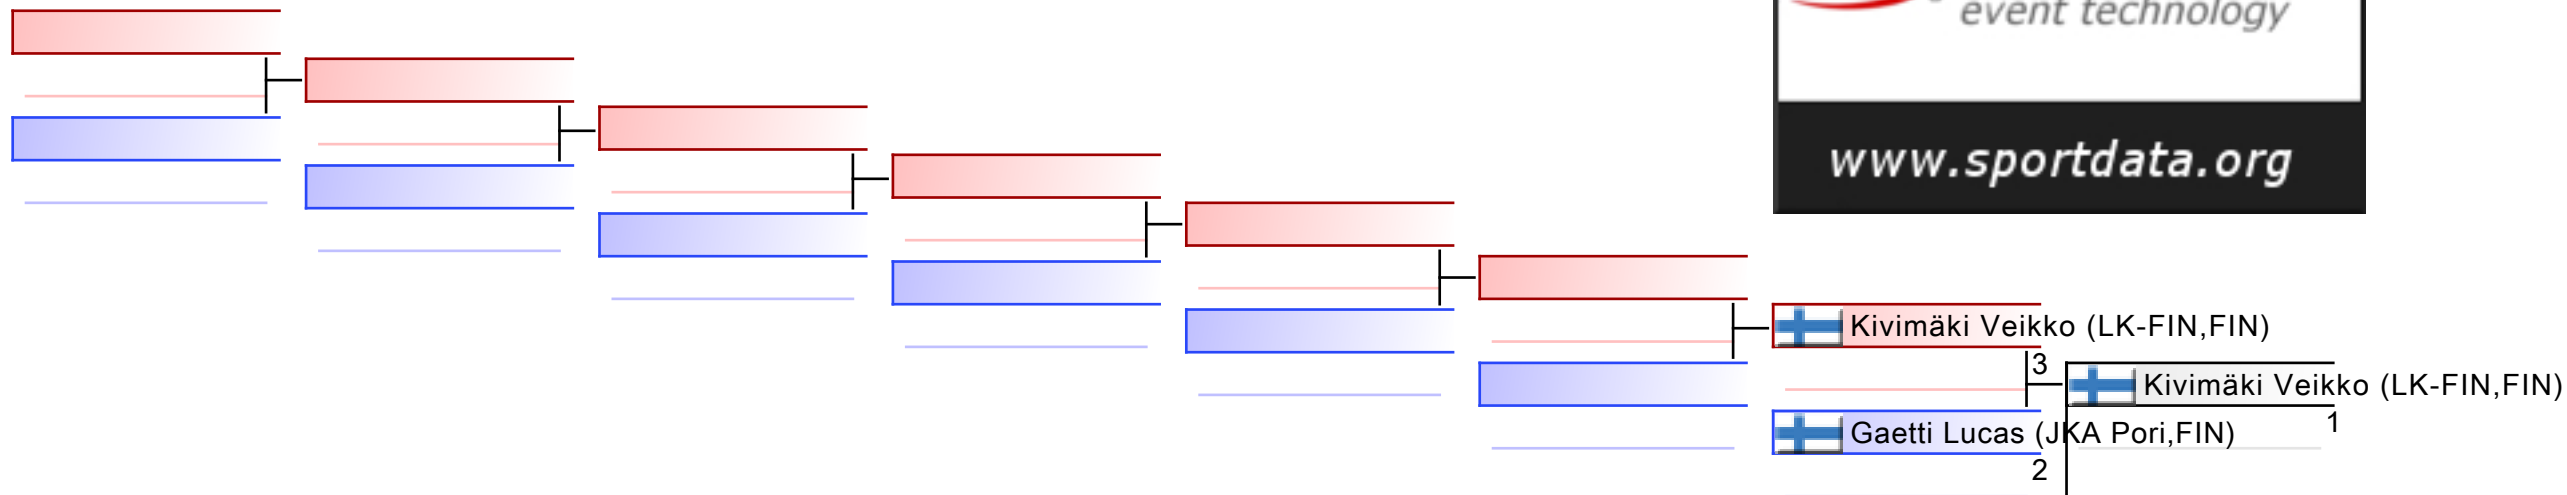 event technology
www.sportdata.org
Kivimäki Veikko (LK-FIN,FIN)
3
Kivimäki Veikko (LK-FIN,FIN)
1
Gaetti Lucas (JKA Pori,FIN)
2